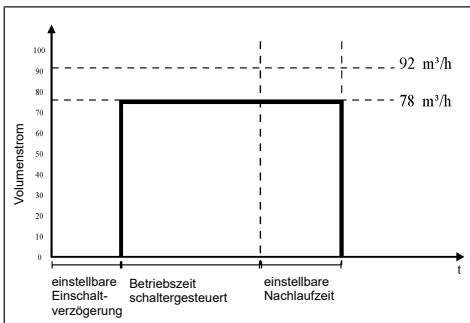 Volumenstrom
100
90
80
70
60
50
40
30
20
10
0
92 m³/h
78 m³/h
t
einstellbare
Einschalt-
verzögerung
Betriebszeit
schaltergesteuert
einstellbare
Nachlaufzeit